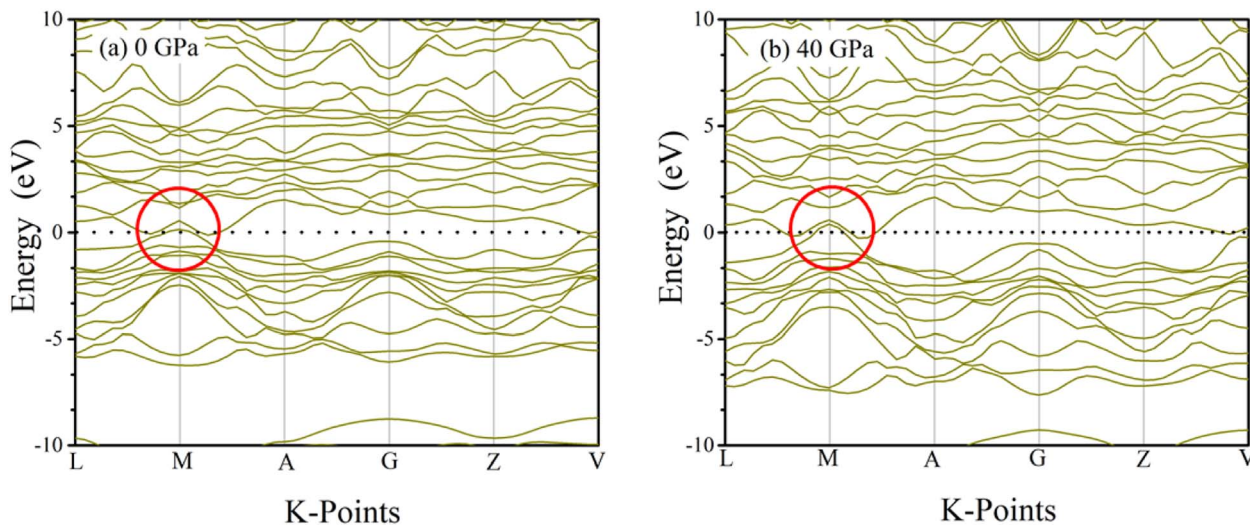 (a) 0 GPa
Energy (eV)
10
5
0
-5
-10
L M A G Z V
K-Points
(b) 40 GPa
Energy (eV)
10
5
0
-5
-10
L M A G Z V
K-Points